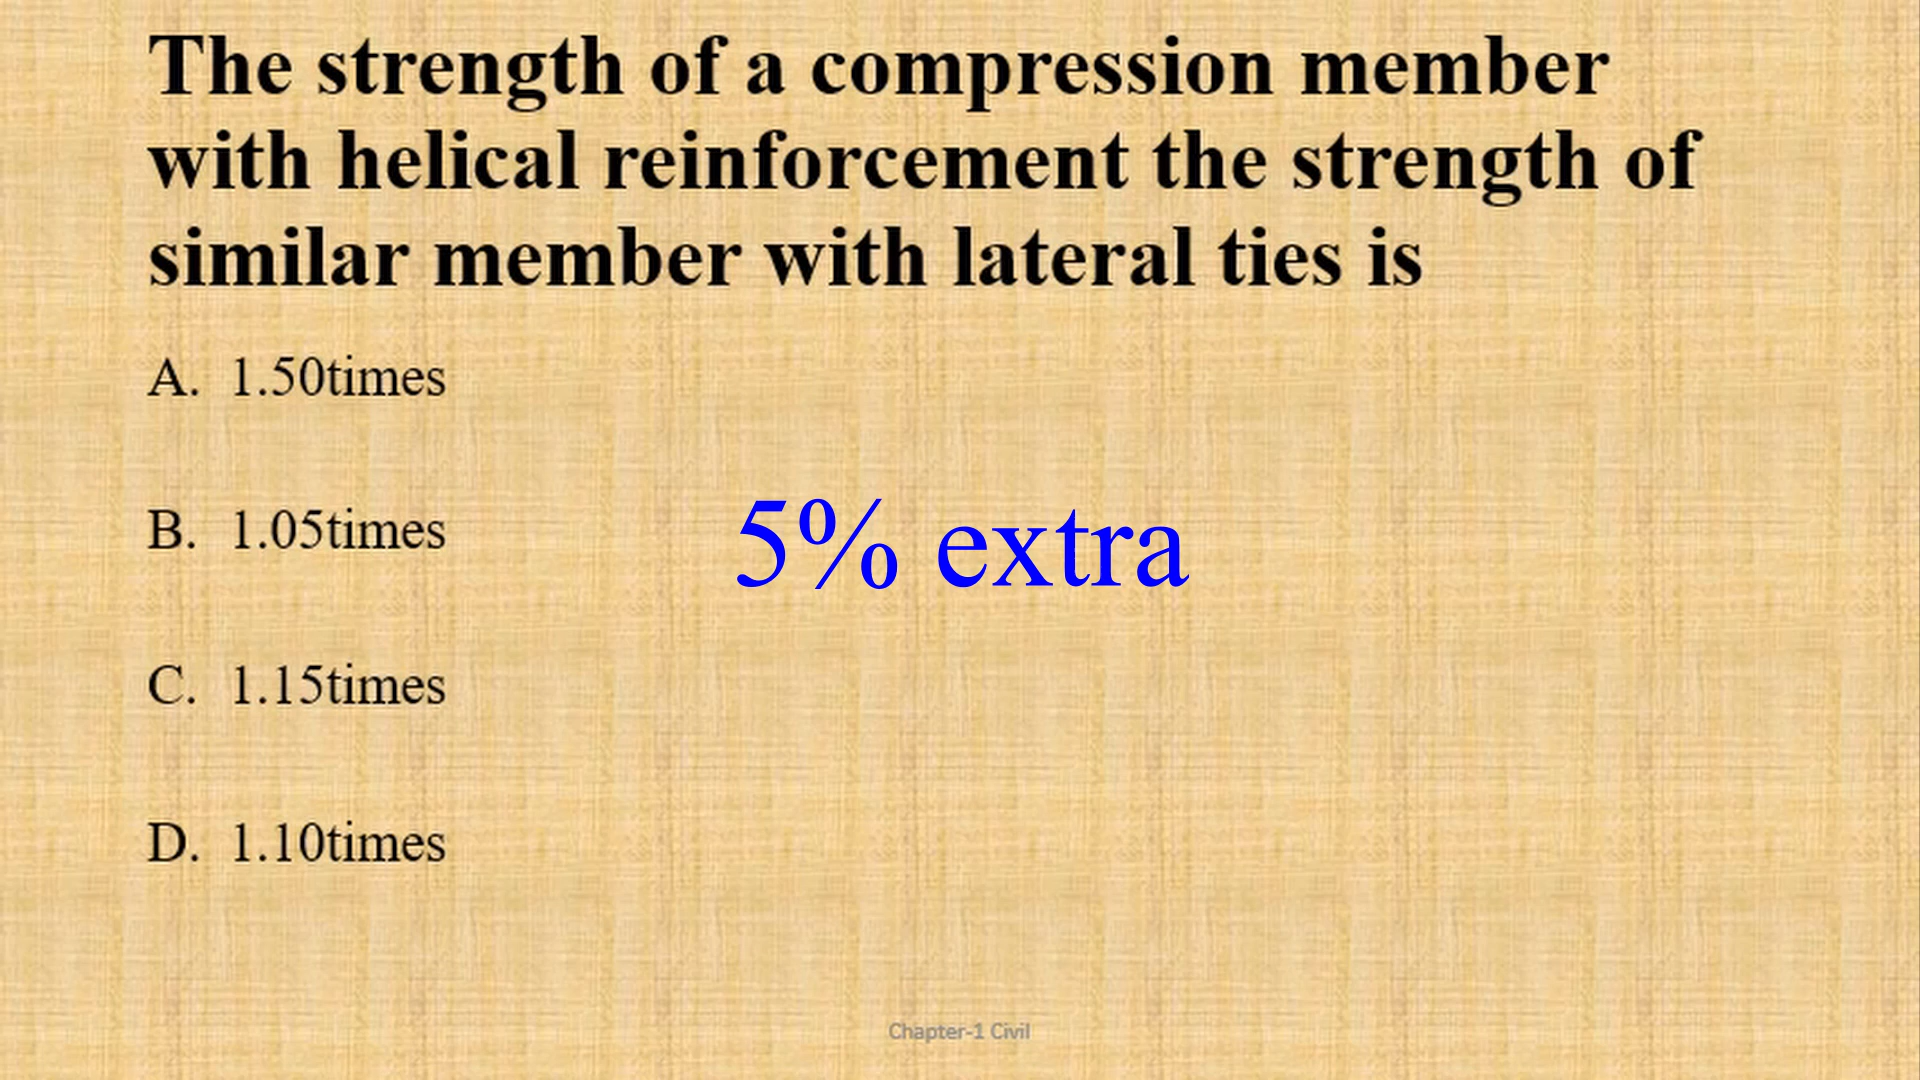 The strength of a compression member
with helical reinforcement the strength of
similar member with lateral ties is
A. 1.50times
B. 1.05times
5% extra
C. 1.15times
D. 1.10times
Chapter-1 Civil